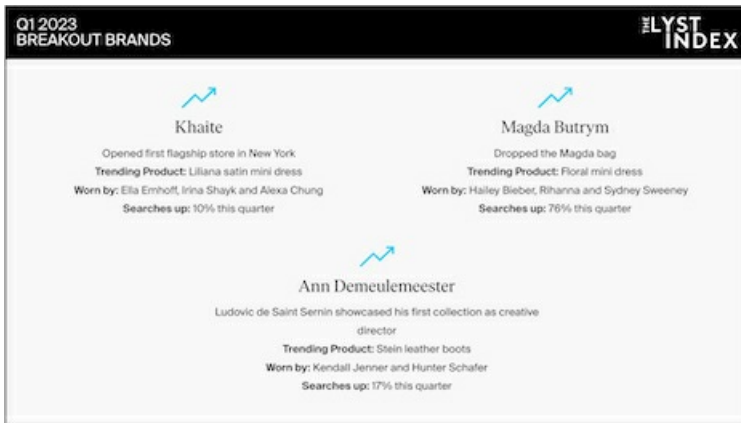 Q1 2023
BREAKOUT BRANDS
THE LYST INDEX
Khaite
Opened first flagship store in New York
Trending Product: Liliana satin mini dress
Worn by: Ella Emhoff, Irina Shayk and Alexa Chung
Searches up: 10% this quarter
Magda Butrym
Dropped the Magda bag
Trending Product: Floral mini dress
Worn by: Hailey Bieber, Rihanna and Sydney Sweeney
Searches up: 76% this quarter
Ann Demeulemeester
Ludovic de Saint Sernin showcased his first collection as creative
director
Trending Product: Stein leather boots
Worn by: Kendall Jenner and Hunter Schafer
Searches up: 17% this quarter